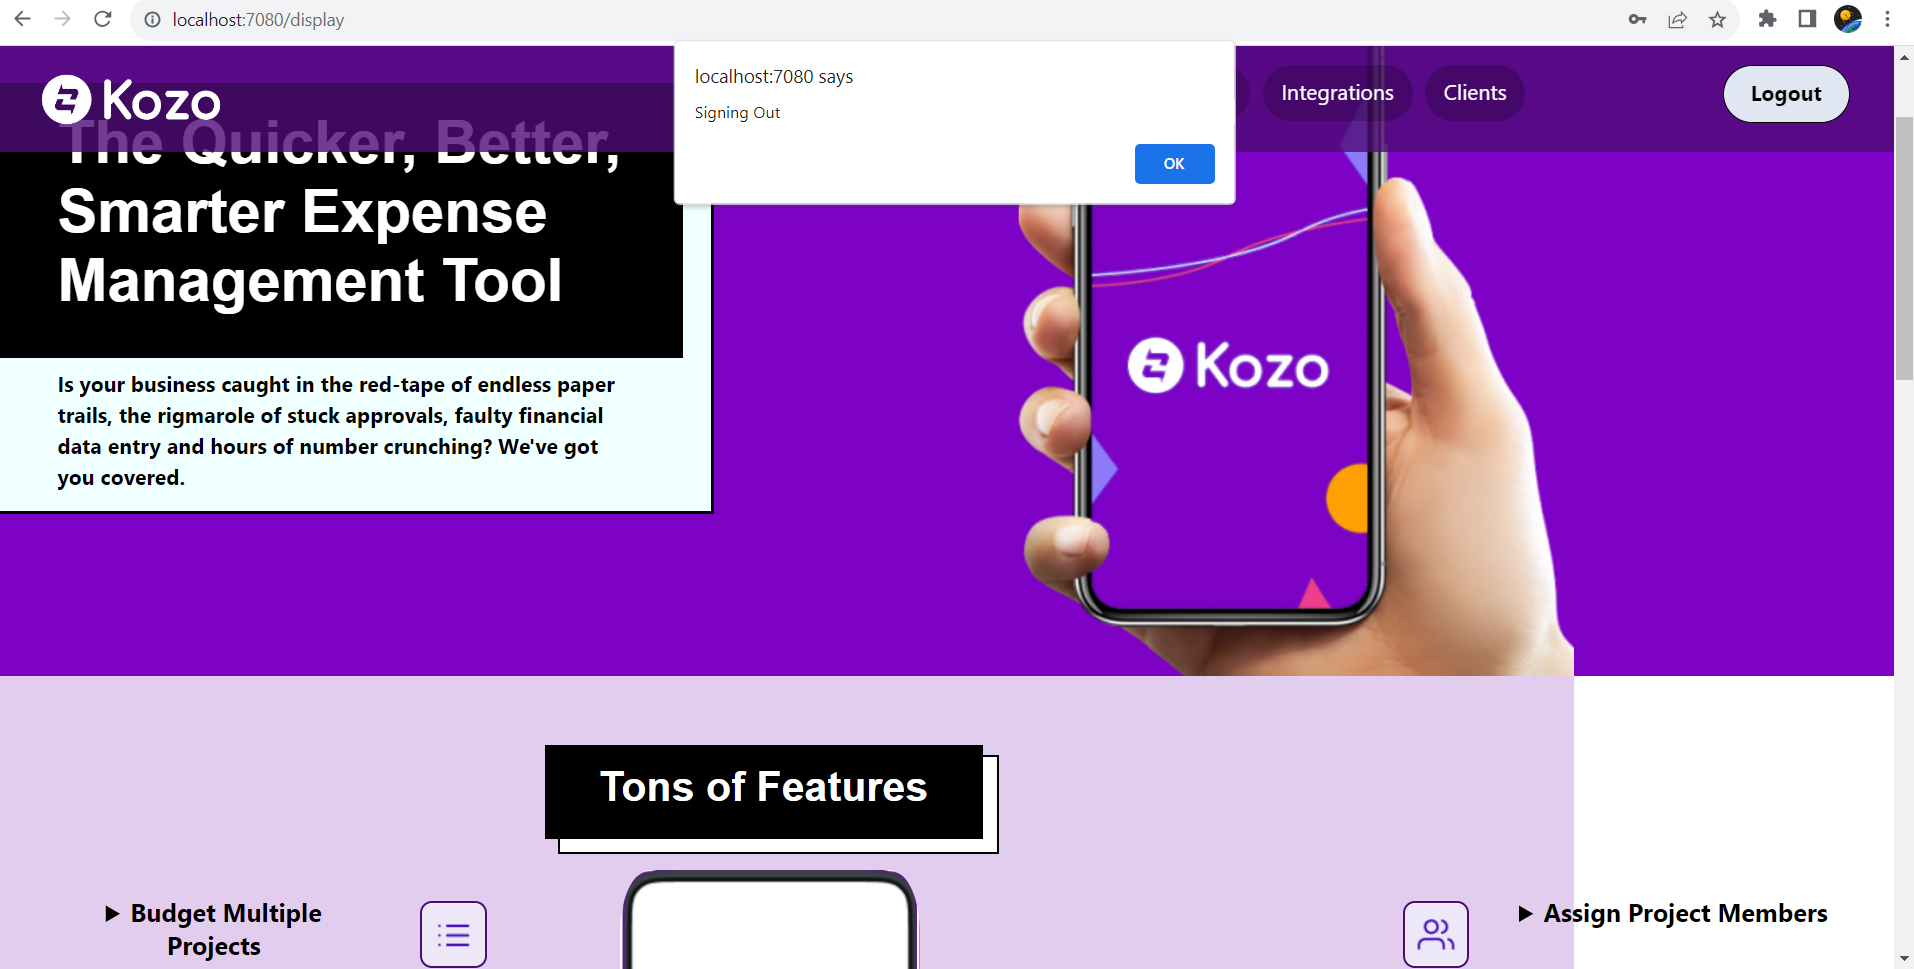 localhost:7080/display
localhost:7080 says
Signing Out
OK
Kozo
Integrations
Clients
Logout
The Quicker, Better,
Smarter Expense
Management Tool
Is your business caught in the red-tape of endless paper
trails, the rigmarole of stuck approvals, faulty financial
data entry and hours of number crunching? We've got
you covered.
Kozo
Tons of Features
Budget Multiple
Projects
Assign Project Members